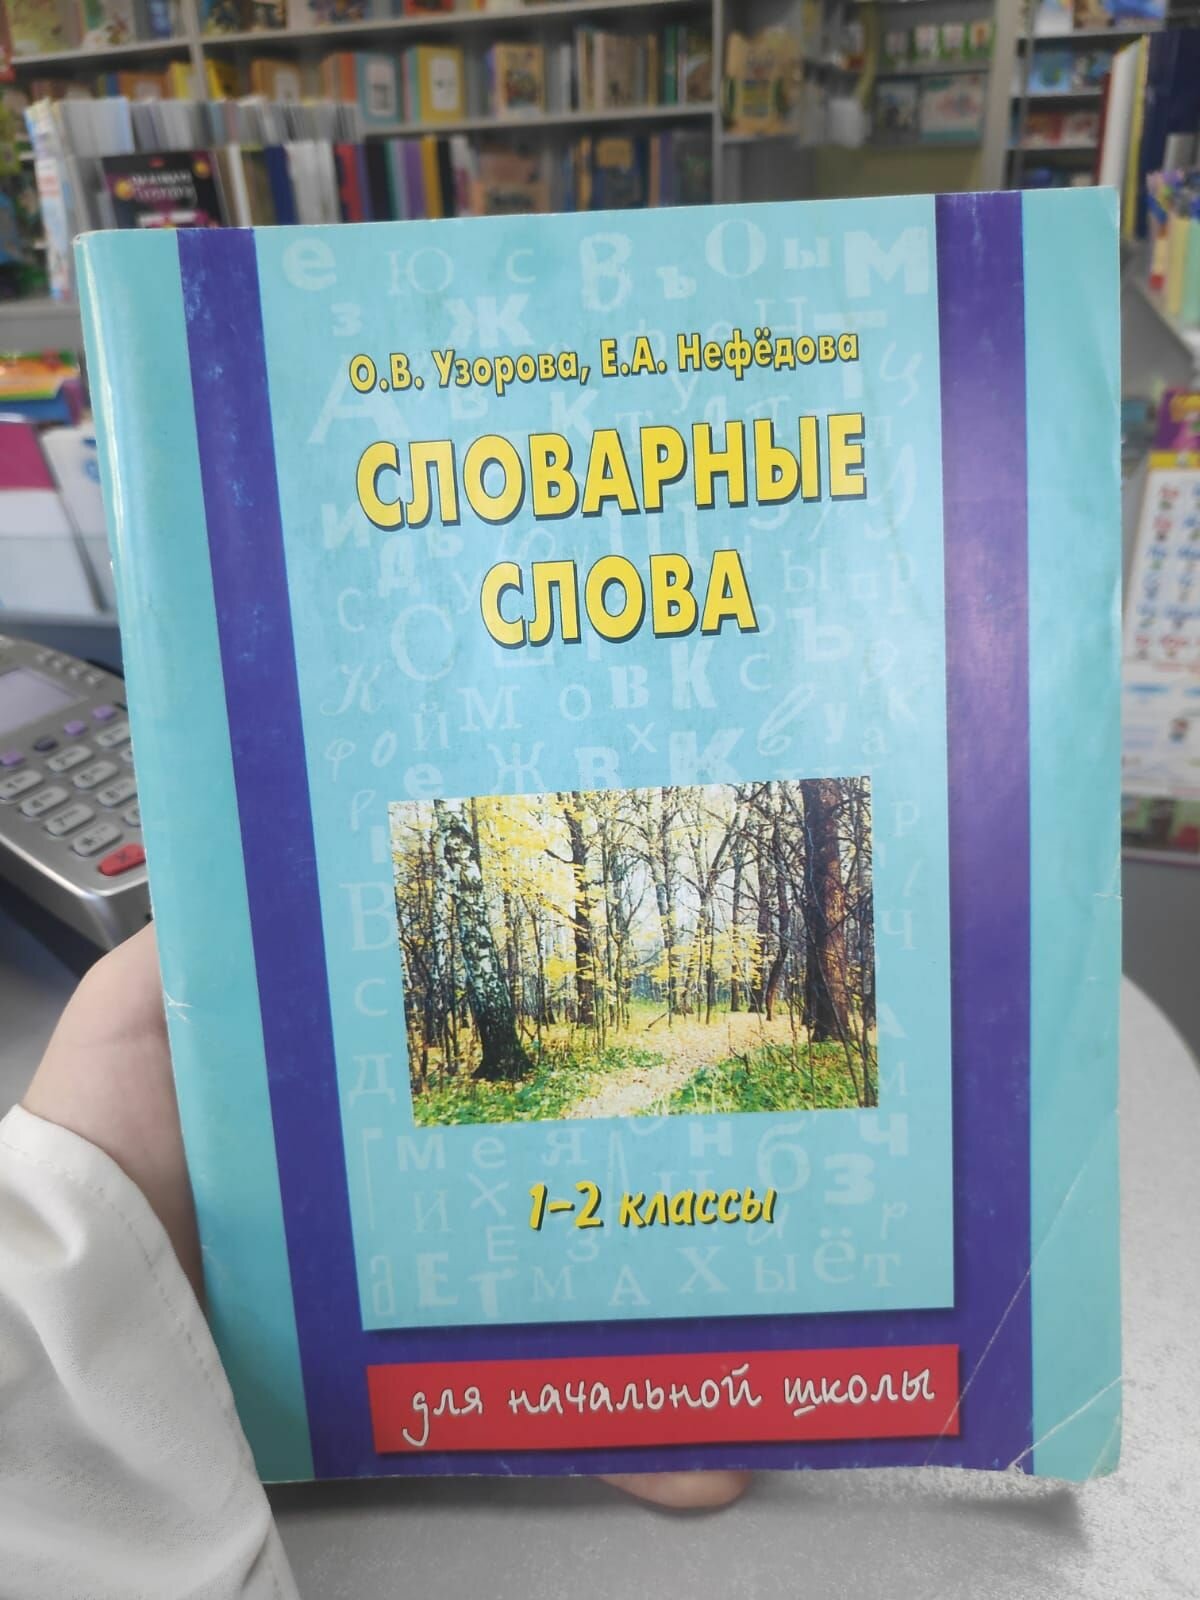 О.В. Узорова, Е.А. Нефёдова
СЛОВАРНЫЕ
СЛОВА
1-2 классы
для начальной школы